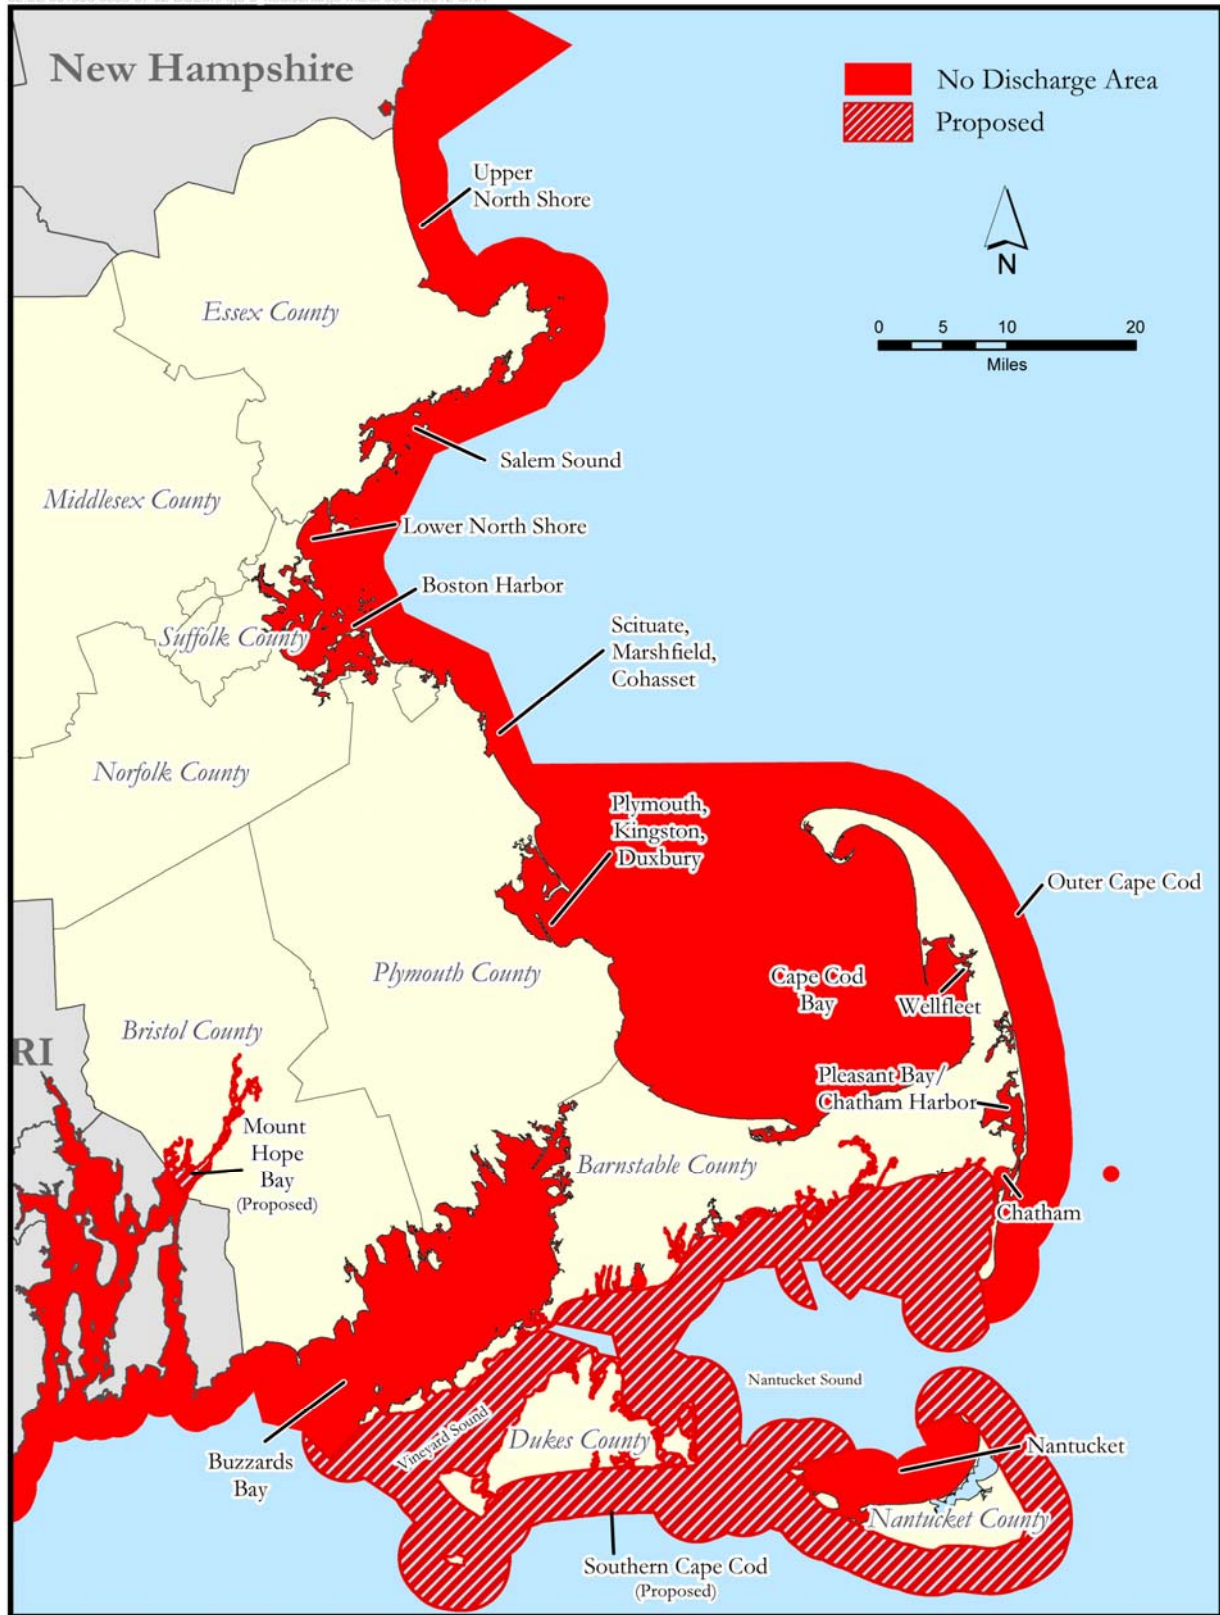 New Hampshire
No Discharge Area
Proposed
Upper
North Shore
N
Essex County
0 5 10 20
Miles
Salem Sound
Middlesex County
Lower North Shore
Boston Harbor
Suffolk County
Scituate,
Marshfield,
Cohasset
Norfolk County
Plymouth,
Kingston,
Duxbury
Outer Cape Cod
Plymouth County
Cape Cod
Bay
Wellfleet
Bristol County
RI
Pleasant Bay/
Chatham Harbor
Mount
Hope
Bay
(Proposed)
Barnstable County
Chatham
Nantucket Sound
Vineyard Sound
Dukes County
Nantucket
Buzzards
Bay
Nantucket County
Southern Cape Cod
(Proposed)